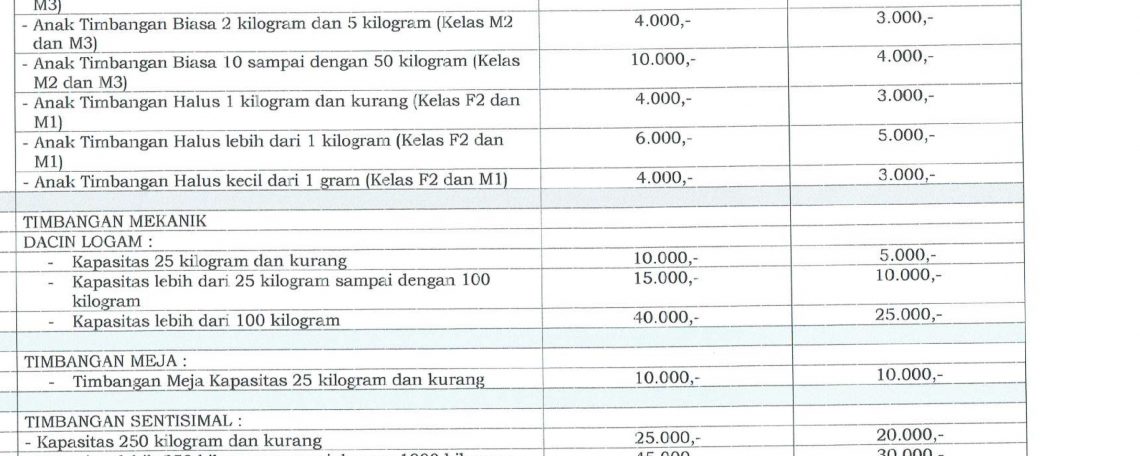 M3)
- Anak Timbangan Biasa 2 kilogram dan 5 kilogram (Kelas M2 4.000,- 3.000,-
dan M3)
- Anak Timbangan Biasa 10 sampai dengan 50 kilogram (Kelas 10.000,- 4.000,-
M2 dan M3)
- Anak Timbangan Halus 1 kilogram dan kurang (Kelas F2 dan 4.000,- 3.000,-
M1)
- Anak Timbangan Halus lebih dari 1 kilogram (Kelas F2 dan 6.000,- 5.000,-
M1)
- Anak Timbangan Halus kecil dari 1 gram (Kelas F2 dan M1) 4.000,- 3.000,-
TIMBANGAN MEKANIK
DACIN LOGAM :
- Kapasitas 25 kilogram dan kurang 10.000,- 5.000,-
- Kapasitas lebih dari 25 kilogram sampai dengan 100 15.000,- 10.000,-
kilogram
- Kapasitas lebih dari 100 kilogram 40.000,- 25.000,-
TIMBANGAN MEJA :
- Timbangan Meja Kapasitas 25 kilogram dan kurang 10.000,- 10.000,-
TIMBANGAN SENTISIMAL :
- Kapasitas 250 kilogram dan kurang 25.000,- 20.000,-
30.000,-